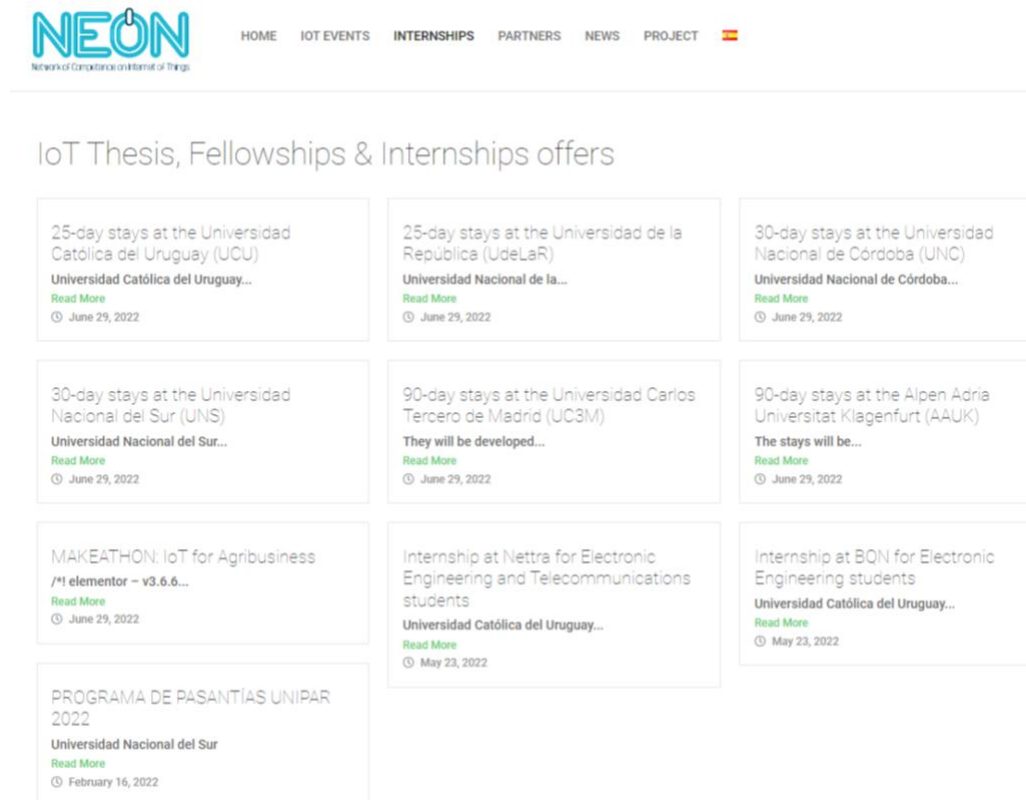 NEON
Network of Competence on Internet of Things
HOME IOT EVENTS INTERNSHIPS PARTNERS NEWS PROJECT
IoT Thesis, Fellowships & Internships offers
25-day stays at the Universidad
Católica del Uruguay (UCU)
Universidad Católica del Uruguay...
Read More
June 29, 2022
25-day stays at the Universidad de la
República (UdeLaR)
Universidad Nacional de la...
Read More
June 29, 2022
30-day stays at the Universidad
Nacional de Córdoba (UNC)
Universidad Nacional de Córdoba...
Read More
June 29, 2022
30-day stays at the Universidad
Nacional del Sur (UNS)
Universidad Nacional del Sur...
Read More
June 29, 2022
90-day stays at the Universidad Carlos
Tercero de Madrid (UC3M)
They will be developed...
Read More
June 29, 2022
90-day stays at the Alpen Adria
Universitat Klagenfurt (AAUK)
The stays will be...
Read More
June 29, 2022
MAKEATHON: IoT for Agribusiness
/*! elementor – v3.6.6...
Read More
June 29, 2022
Internship at Nettra for Electronic
Engineering and Telecommunications
students
Universidad Católica del Uruguay...
Read More
May 23, 2022
Internship at BQN for Electronic
Engineering students
Universidad Católica del Uruguay...
Read More
May 23, 2022
PROGRAMA DE PASANTÍAS UNIPAR
2022
Universidad Nacional del Sur
Read More
February 16, 2022